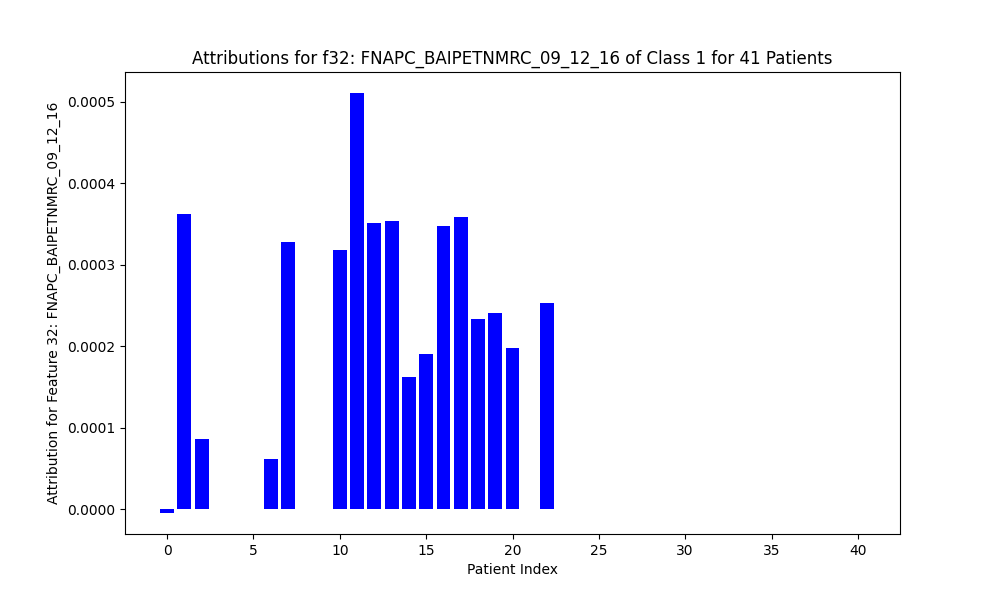 Attributions for f32: FNAPC_BAIPETNMRC_09_12_16 of Class 1 for 41 Patients
Attribution for Feature 32: FNAPC_BAIPETNMRC_09_12_16
0.0005
0.0004
0.0003
0.0002
0.0001
0.0000
0 5 10 15 20 25 30 35 40
Patient Index